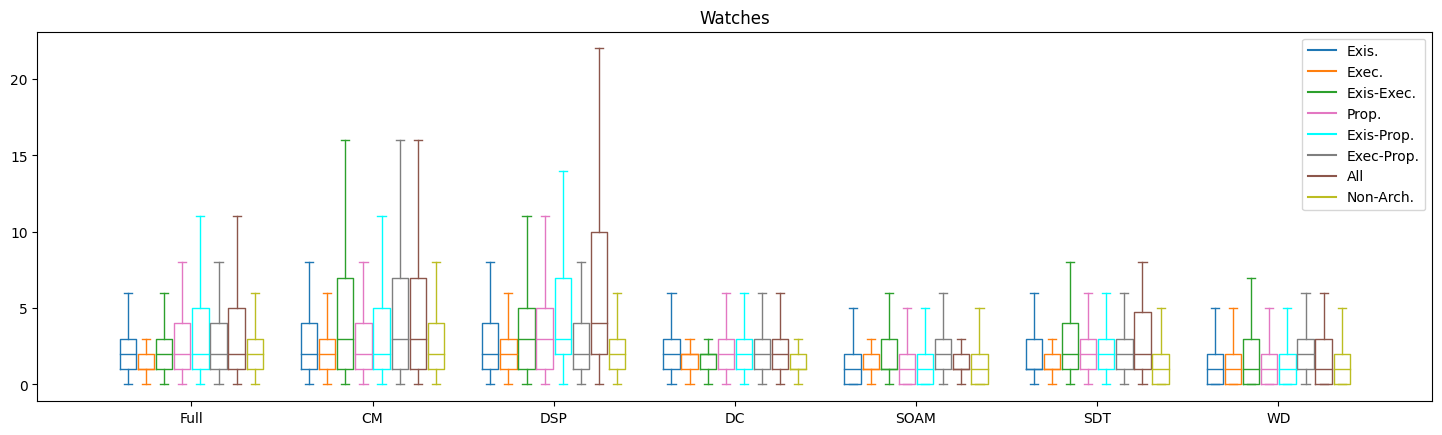 Watches
20
15
10
5
0
Full CM DSP DC SOAM SDT WD
Exis.
Exec.
Exis-Exec.
Prop.
Exis-Prop.
Exec-Prop.
All
Non-Arch.